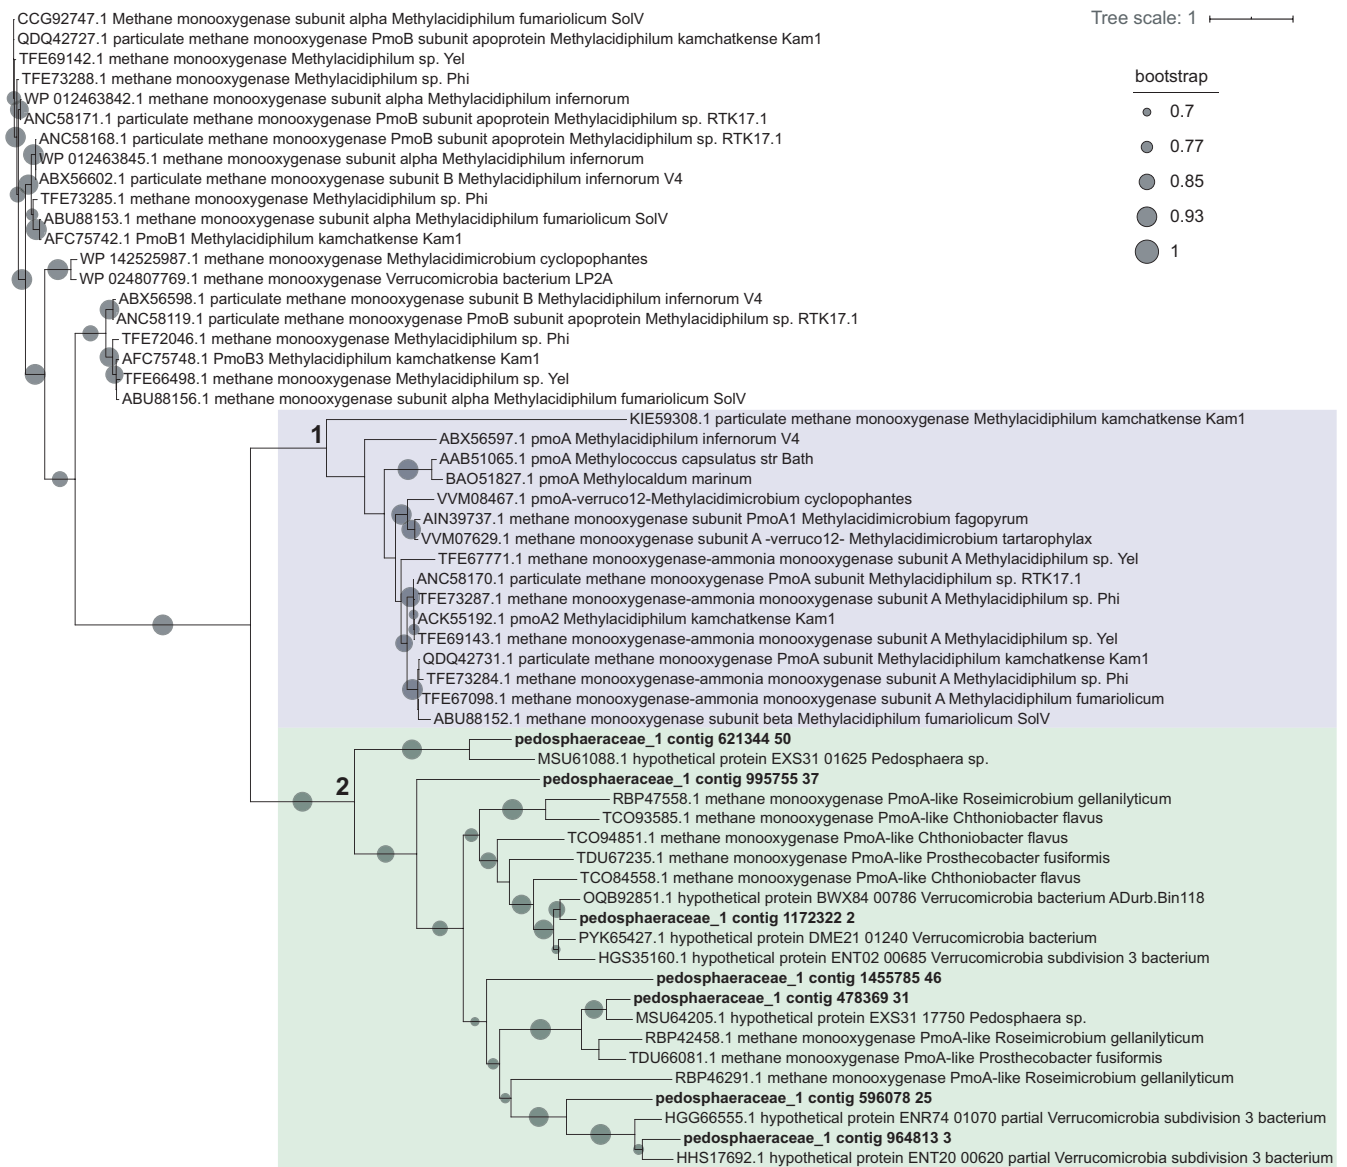 Tree scale: 1
bootstrap
0.7
0.77
0.85
0.93
1
CCG92747.1 Methane monooxygenase subunit alpha Methylacidiphilum fumariolicum SolV
QDQ42727.1 particulate methane monooxygenase PmoB subunit apoprotein Methylacidiphilum kamchatkense Kam1
TFE69142.1 methane monooxygenase Methylacidiphilum sp. Yel
TFE73288.1 methane monooxygenase Methylacidiphilum sp. Phi
WP 012463842.1 methane monooxygenase subunit alpha Methylacidiphilum infernorum
ANC58171.1 particulate methane monooxygenase PmoB subunit apoprotein Methylacidiphilum sp. RTK17.1
ANC58168.1 particulate methane monooxygenase PmoB subunit apoprotein Methylacidiphilum sp. RTK17.1
WP 012463845.1 methane monooxygenase subunit alpha Methylacidiphilum infernorum
ABX56602.1 particulate methane monooxygenase subunit B Methylacidiphilum infernorum V4
TFE73285.1 methane monooxygenase Methylacidiphilum sp. Phi
ABU88153.1 methane monooxygenase subunit alpha Methylacidiphilum fumariolicum SolV
AFC75742.1 PmoB1 Methylacidiphilum kamchatkense Kam1
WP 142525987.1 methane monooxygenase Methylacidimicrobium cyclopophantes
WP 024807769.1 methane monooxygenase Verrucomicrobia bacterium LP2A
ABX56598.1 particulate methane monooxygenase subunit B Methylacidiphilum infernorum V4
ANC58119.1 particulate methane monooxygenase PmoB subunit apoprotein Methylacidiphilum sp. RTK17.1
TFE72046.1 methane monooxygenase Methylacidiphilum sp. Phi
AFC75748.1 PmoB3 Methylacidiphilum kamchatkense Kam1
TFE66498.1 methane monooxygenase Methylacidiphilum sp. Yel
ABU88156.1 methane monooxygenase subunit alpha Methylacidiphilum fumariolicum SolV
1
KIE59308.1 particulate methane monooxygenase Methylacidiphilum kamchatkense Kam1
ABX56597.1 pmoA Methylacidiphilum infernorum V4
AAB51065.1 pmoA Methylococcus capsulatus str Bath
BAO51827.1 pmoA Methylocaldum marinum
VVM08467.1 pmoA-verruco12-Methylacidimicrobium cyclopophantes
AIN39737.1 methane monooxygenase subunit PmoA1 Methylacidimicrobium fagopyrum
VVM07629.1 methane monooxygenase subunit A -verruco12- Methylacidimicrobium tartarophylax
TFE67771.1 methane monooxygenase-ammonia monooxygenase subunit A Methylacidiphilum sp. Yel
ANC58170.1 particulate methane monooxygenase PmoA subunit Methylacidiphilum sp. RTK17.1
TFE73287.1 methane monooxygenase-ammonia monooxygenase subunit A Methylacidiphilum sp. Phi
ACK55192.1 pmoA2 Methylacidiphilum kamchatkense Kam1
TFE69143.1 methane monooxygenase-ammonia monooxygenase subunit A Methylacidiphilum sp. Yel
QDQ42731.1 particulate methane monooxygenase PmoA subunit Methylacidiphilum kamchatkense Kam1
TFE73284.1 methane monooxygenase-ammonia monooxygenase subunit A Methylacidiphilum sp. Phi
TFE67098.1 methane monooxygenase-ammonia monooxygenase subunit A Methylacidiphilum fumariolicum
ABU88152.1 methane monooxygenase subunit beta Methylacidiphilum fumariolicum SolV
2
pedosphaeraceae_1 contig 621344 50
MSU61088.1 hypothetical protein EXS31 01625 Pedosphaera sp.
pedosphaeraceae_1 contig 995755 37
RBP47558.1 methane monooxygenase PmoA-like Roseimicrobium gellanilyticum
TCO93585.1 methane monooxygenase PmoA-like Chthoniobacter flavus
TCO94851.1 methane monooxygenase PmoA-like Chthoniobacter flavus
TDU67235.1 methane monooxygenase PmoA-like Prosthecobacter fusiformis
TCO84558.1 methane monooxygenase PmoA-like Chthoniobacter flavus
OQB92851.1 hypothetical protein BWX84 00786 Verrucomicrobia bacterium ADurb.Bin118
pedosphaeraceae_1 contig 1172322 2
PYK65427.1 hypothetical protein DME21 01240 Verrucomicrobia bacterium
HGS35160.1 hypothetical protein ENT02 00685 Verrucomicrobia subdivision 3 bacterium
pedosphaeraceae_1 contig 1455785 46
pedosphaeraceae_1 contig 478369 31
MSU64205.1 hypothetical protein EXS31 17750 Pedosphaera sp.
RBP42458.1 methane monooxygenase PmoA-like Roseimicrobium gellanilyticum
TDU66081.1 methane monooxygenase PmoA-like Prosthecobacter fusiformis
RBP46291.1 methane monooxygenase PmoA-like Roseimicrobium gellanilyticum
pedosphaeraceae_1 contig 596078 25
HGG66555.1 hypothetical protein ENR74 01070 partial Verrucomicrobia subdivision 3 bacterium
pedosphaeraceae_1 contig 964813 3
HHS17692.1 hypothetical protein ENT20 00620 partial Verrucomicrobia subdivision 3 bacterium